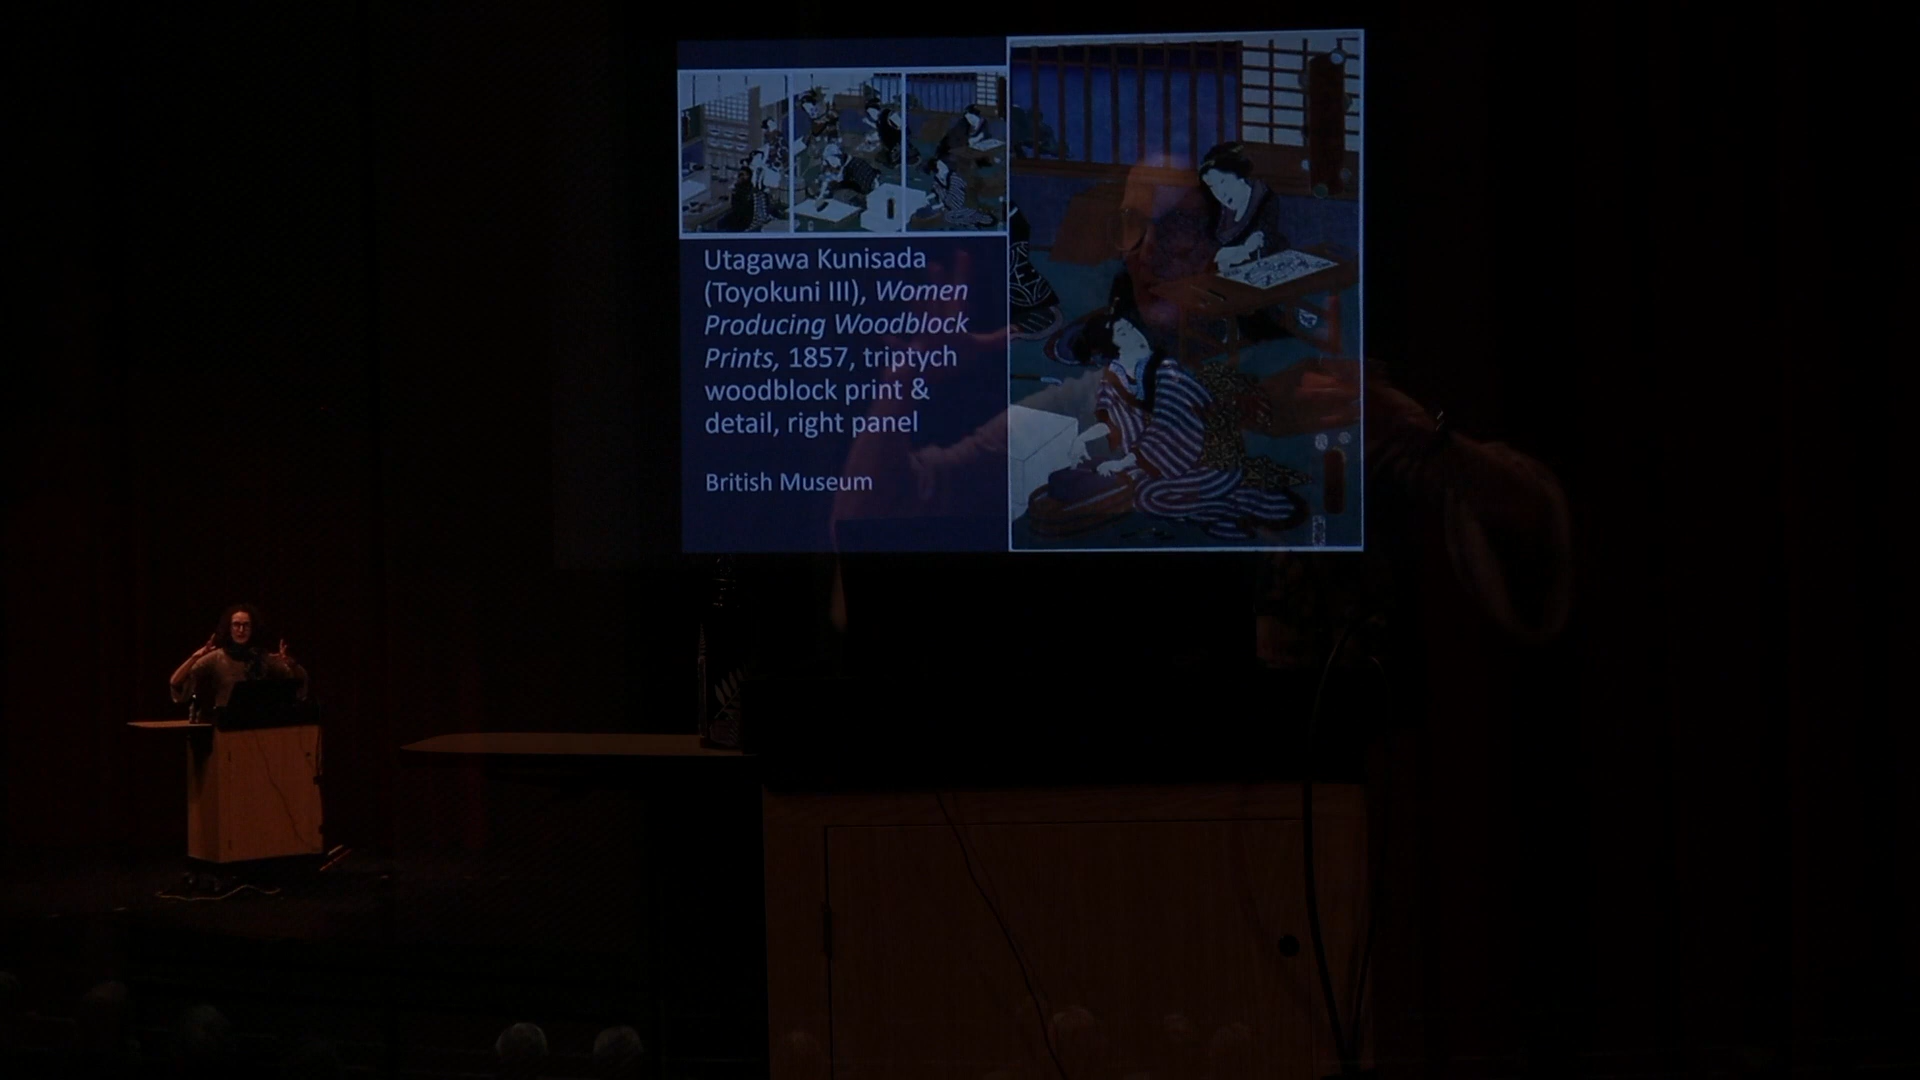 Utagawa Kunisada
(Toyokuni III), Women
Producing Woodblock
Prints, 1857, triptych
woodblock print &
detail, right panel
British Museum